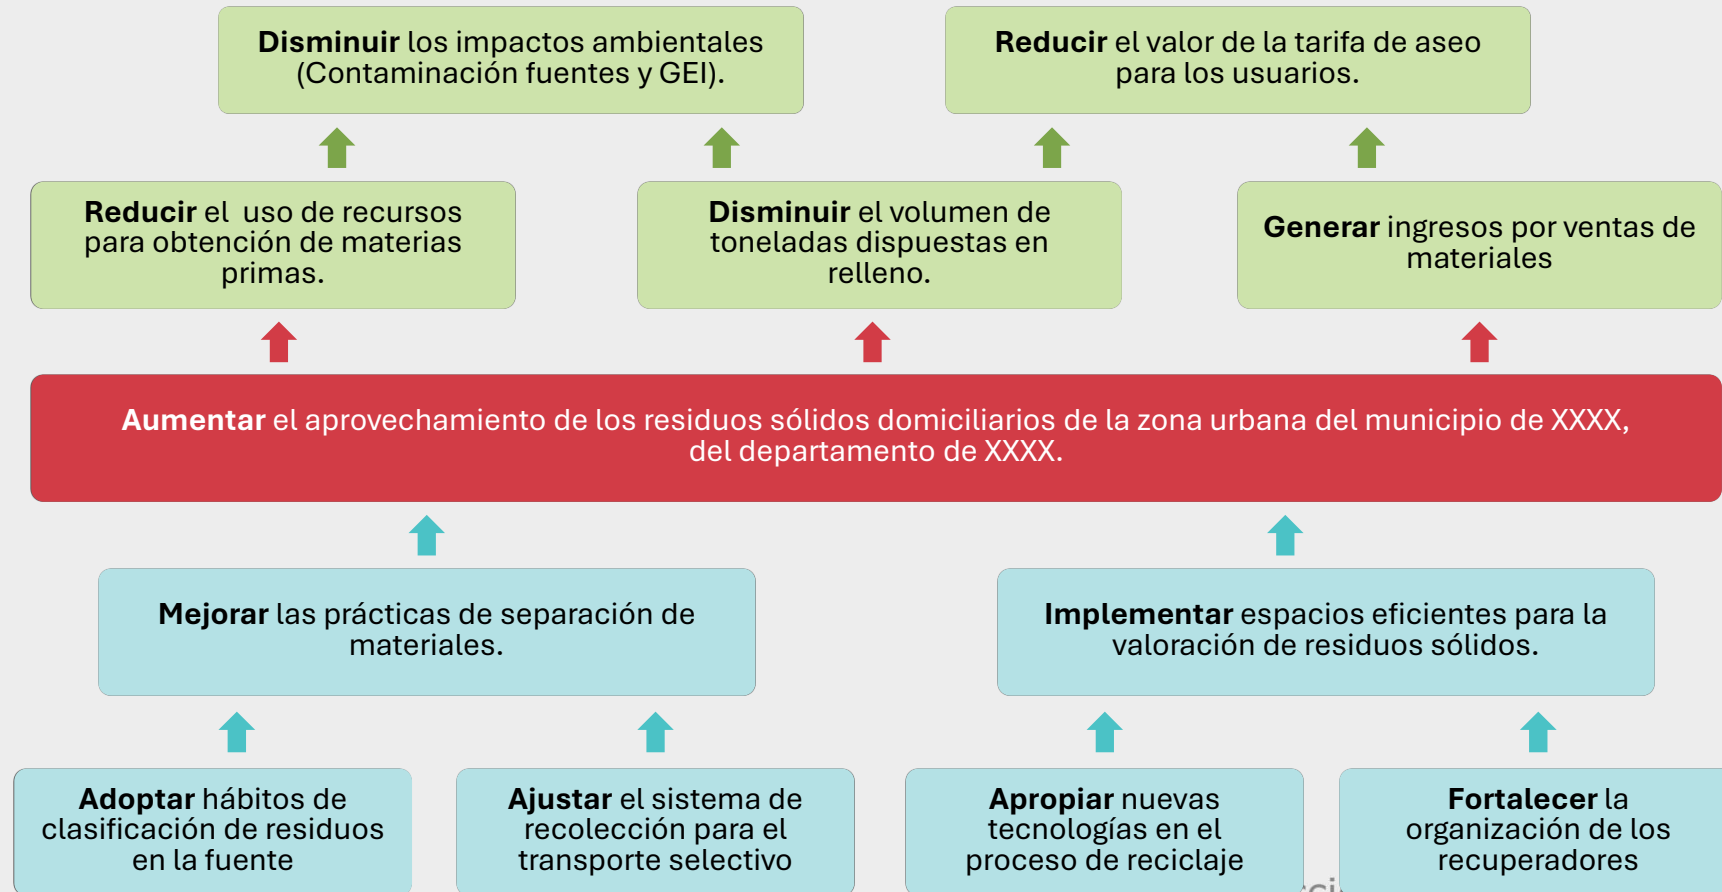 Disminuir los impactos ambientales
(Contaminación fuentes y GEI).
Reducir el valor de la tarifa de aseo
para los usuarios.
Reducir el  uso de recursos
para obtención de materias
primas.
Disminuir el volumen de
toneladas dispuestas en
relleno.
Generar ingresos por ventas de
materiales
Aumentar el aprovechamiento de los residuos sólidos domiciliarios de la zona urbana del municipio de XXXX,
del departamento de XXXX.
Mejorar las prácticas de separación de
materiales.
Implementar espacios eficientes para la
valoración de residuos sólidos.
Adoptar hábitos de
clasificación de residuos
en la fuente
Ajustar el sistema de
recolección para el
transporte selectivo
Apropiar nuevas
tecnologías en el
proceso de reciclaje
Fortalecer la
organización de los
recuperadores